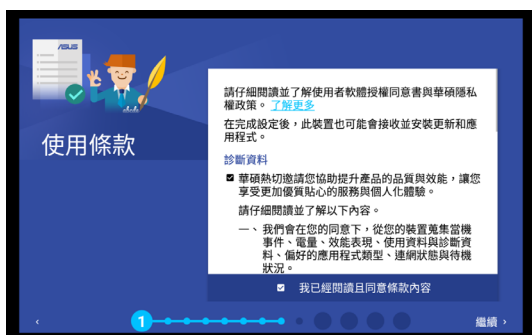 ASUS
使用條款
請仔細閱讀並了解使用者軟體授權同意書與華碩隱私
權政策。 了解更多
在完成設定後，此裝置也可能會接收並安裝更新和應
用程式。
診斷資料
華碩熱切邀請您協助提升產品的品質與效能，讓您
享受更加優質貼心的服務與個人化體驗。
請仔細閱讀並了解以下內容。
一、 我們會在您的同意下，從您的裝置蒐集當機
事件、電量、效能表現、使用資料與診斷資
料、偏好的應用程式類型、連網狀態與待機
狀況。
我已經閱讀且同意條款內容
1
繼續